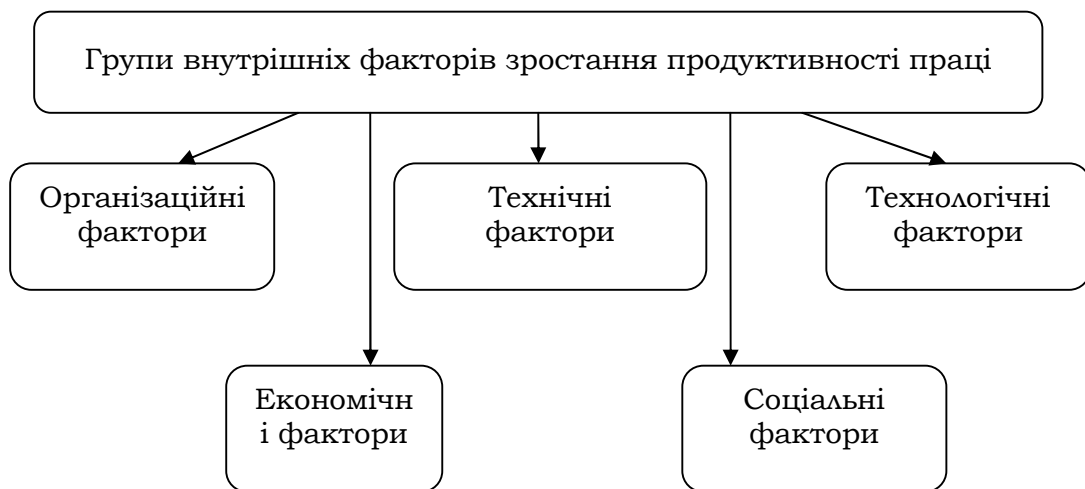 Групи внутрішніх факторів зростання продуктивності праці
Організаційні
фактори
Технічні
фактори
Технологічні
фактори
Економічн
і фактори
Соціальні
фактори